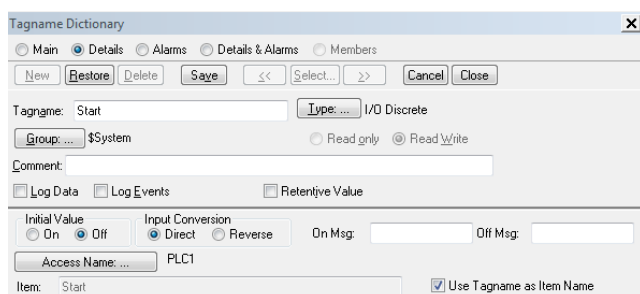 Tagname Dictionary
Main Details Alarms Details & Alarms Members
New Restore Delete Save << Select... >> Cancel Close
Tagname: Start Type: ... I/O Discrete
Group: ... $System Read only Read Write
Comment:
Log Data Log Events Retentive Value
Initial Value Input Conversion
On Off Direct Reverse On Msg: Off Msg:
Access Name: ... PLC1
Item: Start Use Tagname as Item Name